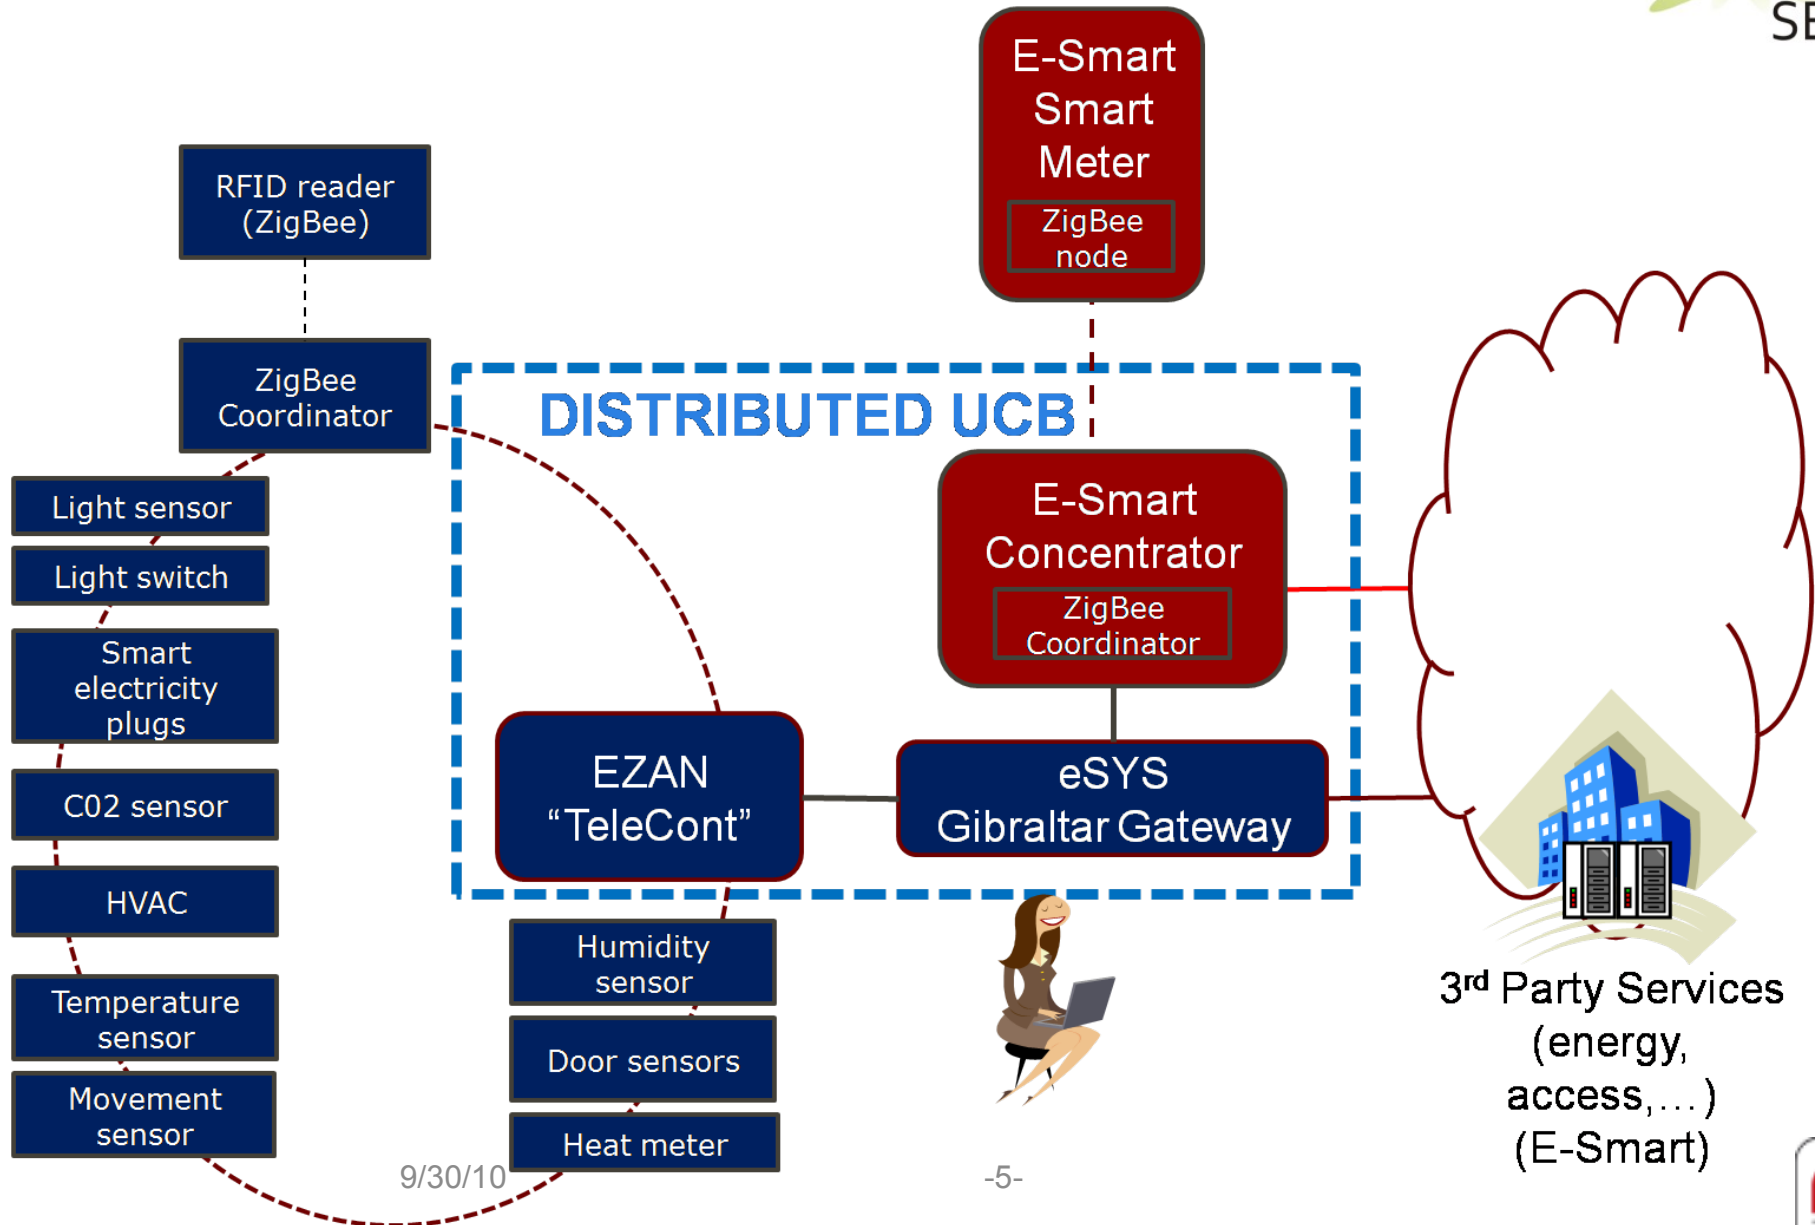 SE
E-Smart
Smart
Meter
ZigBee
node
RFID reader
(ZigBee)
ZigBee
Coordinator
DISTRIBUTED UCB
E-Smart
Concentrator
ZigBee
Coordinator
Light sensor
Light switch
Smart
electricity
plugs
C02 sensor
HVAC
Temperature
sensor
Movement
sensor
EZAN
“TeleCont”
eSYS
Gibraltar Gateway
Humidity
sensor
Door sensors
Heat meter
3rd Party Services
(energy,
access,...)
(E-Smart)
9/30/10
-5-